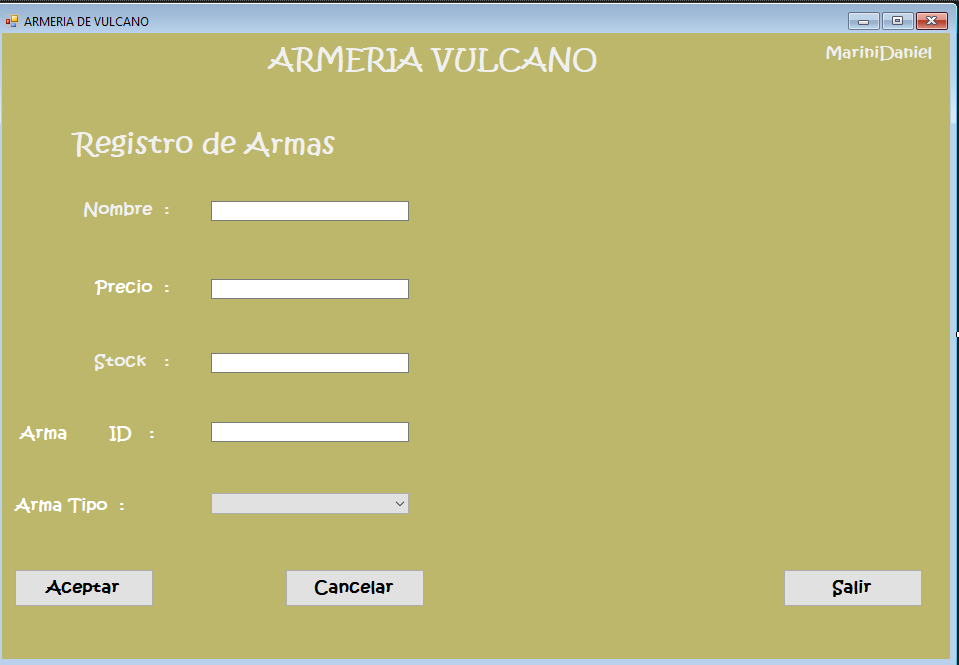 ARMERIA DE VULCANO
ARMERIA VULCANO
MariniDaniel
Registro de Armas
Nombre :
Precio :
Stock :
Arma ID :
Arma Tipo :
Aceptar Cancelar Salir